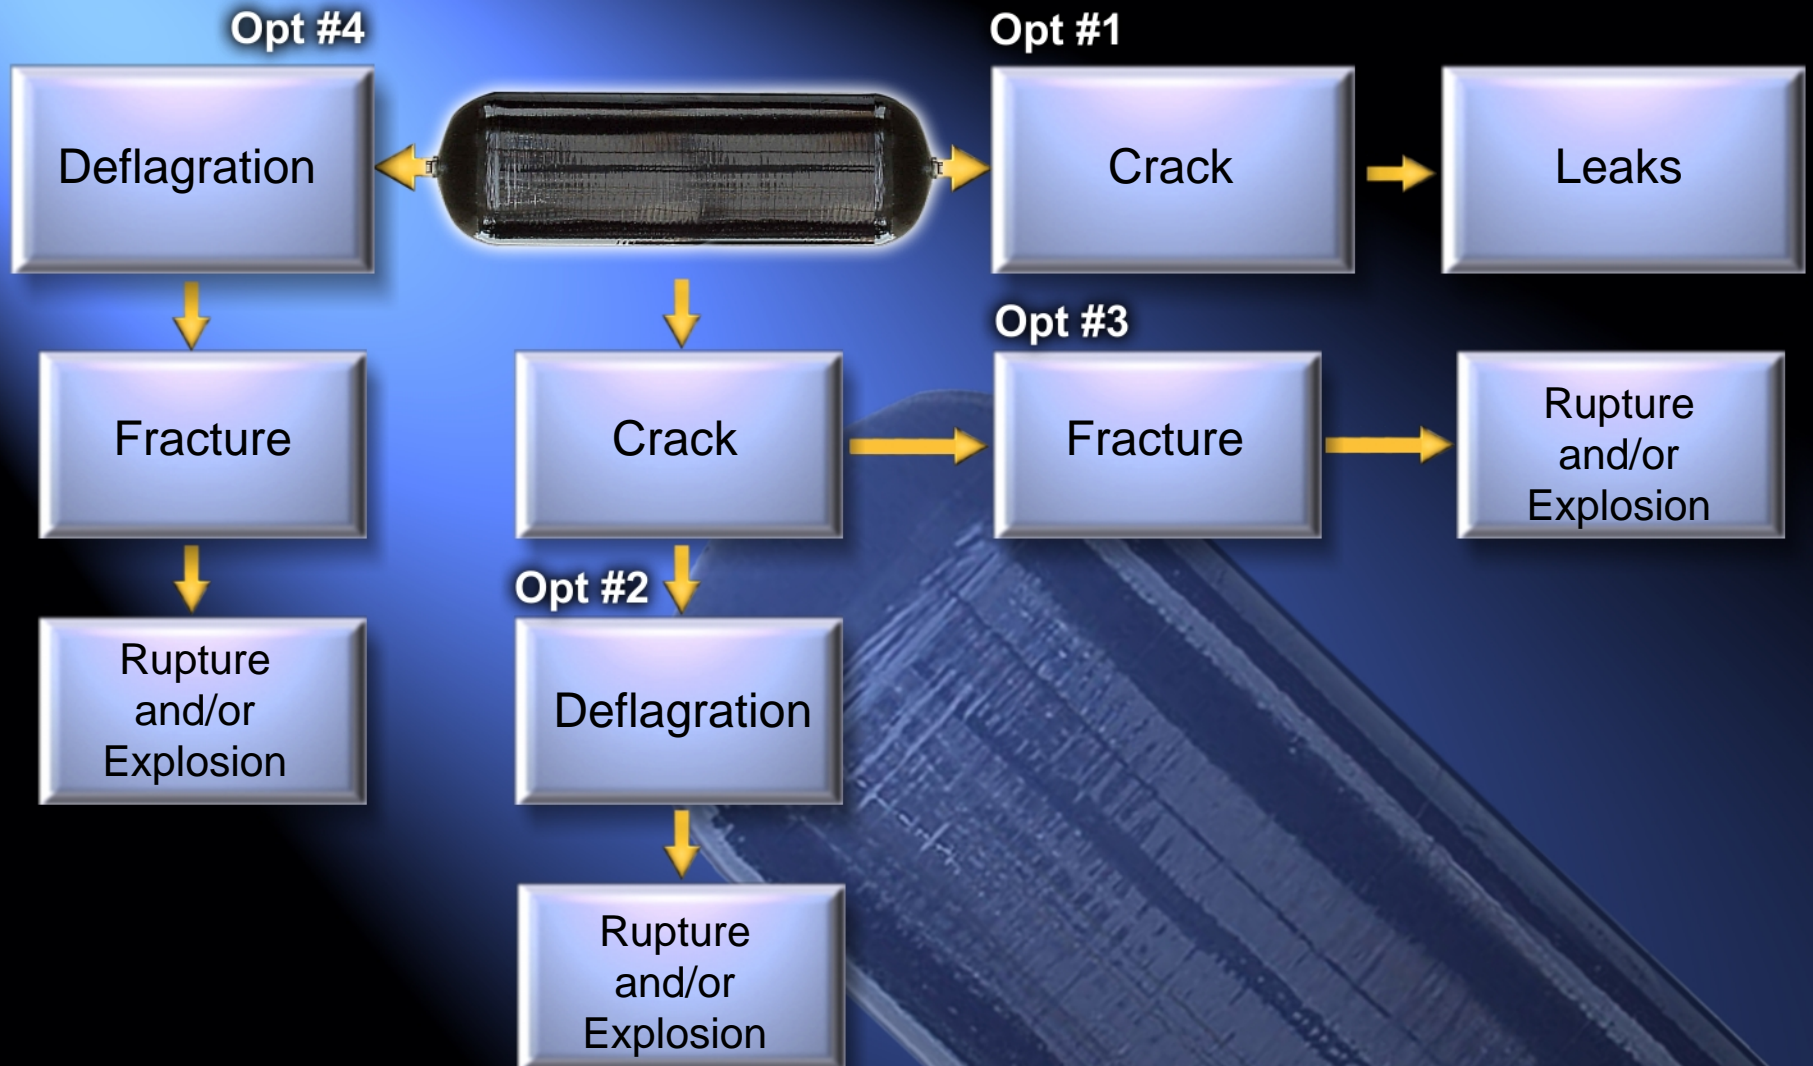 Opt #4
Opt #1
Deflagration
Crack
Leaks
Opt #3
Fracture
Crack
Fracture
Rupture
and/or
Explosion
Opt #2
Rupture
and/or
Explosion
Deflagration
Rupture
and/or
Explosion